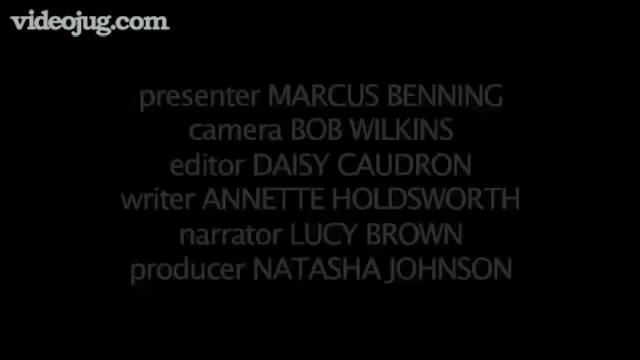 videojug.com
presenter MARCUS BENNING
camera BOB WILKINS
editor DAISY CAUDRON
writer ANNETTE HOLDSWORTH
narrator LUCY BROWN
producer NATASHA JOHNSON